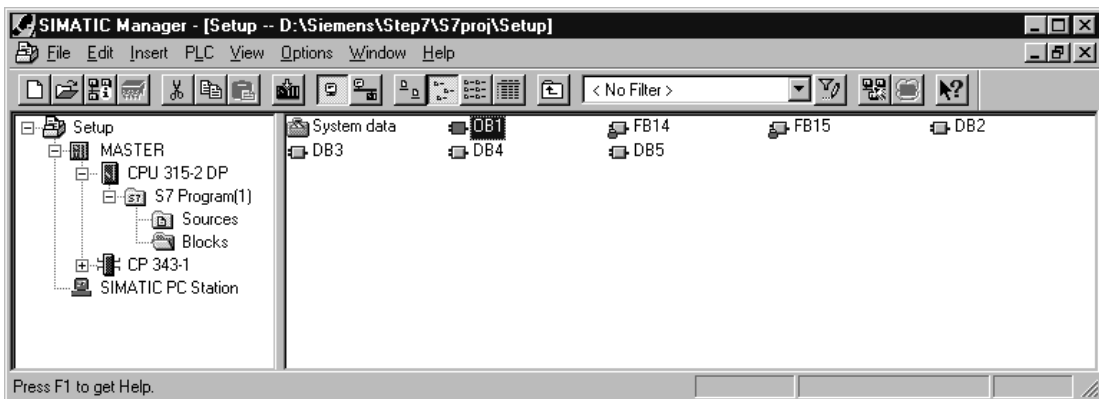 SIMATIC Manager - [Setup -- D:\Siemens\Step7\S7proj\Setup]
File Edit Insert PLC View Options Window Help
< No Filter >
Setup
MASTER
CPU 315-2 DP
S7 Program(1)
Sources
Blocks
CP 343-1
SIMATIC PC Station
System data OB1 FB14 FB15 DB2
DB3 DB4 DB5
Press F1 to get Help.